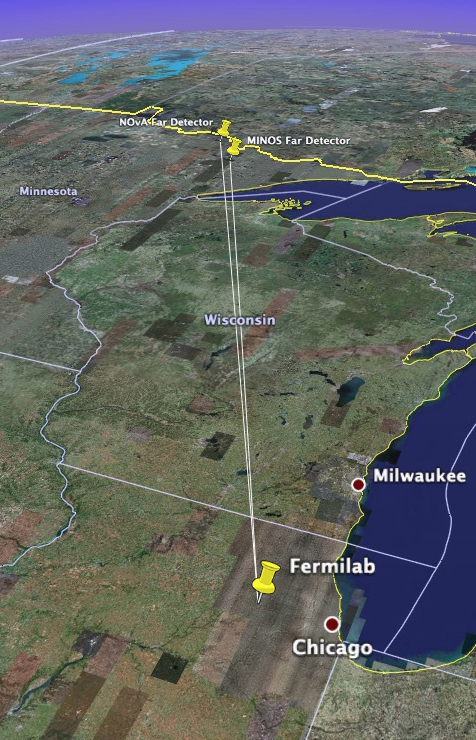 NOvA Far Detector
MINOS Far Detector
Minnesota
Wisconsin
Milwaukee
Fermilab
Chicago